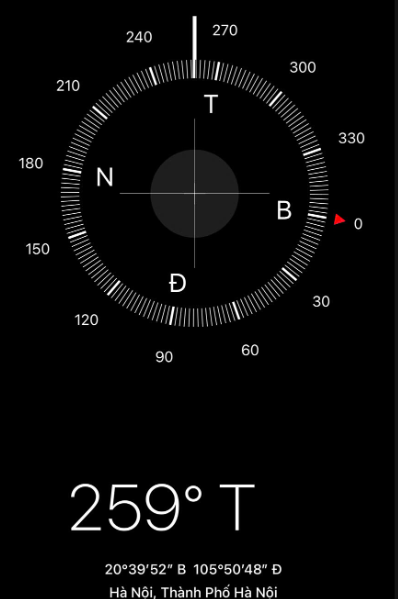 240
270
210
300
T
330
180
N
B
0
150
Đ
30
120
60
90
259° T
20°39'52" B 105°50'48" Đ
Hà Nội, Thành Phố Hà Nội